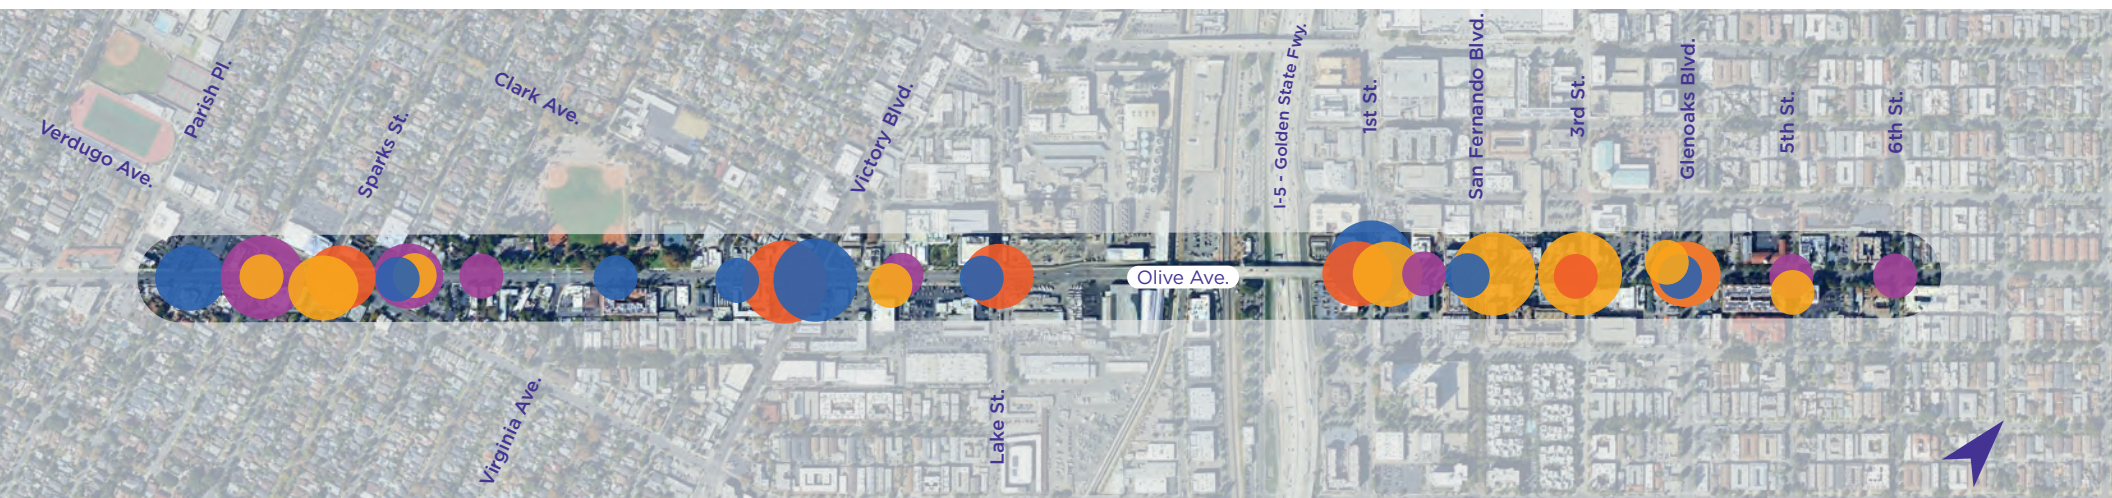 Verdugo Ave.
Parish Pl.
Sparks St.
Clark Ave.
Virginia Ave.
Victory Blvd.
Lake St.
Olive Ave.
I-5 - Golden State Fwy.
1st St.
San Fernando Blvd.
3rd St.
Glenoaks Blvd.
5th St.
6th St.